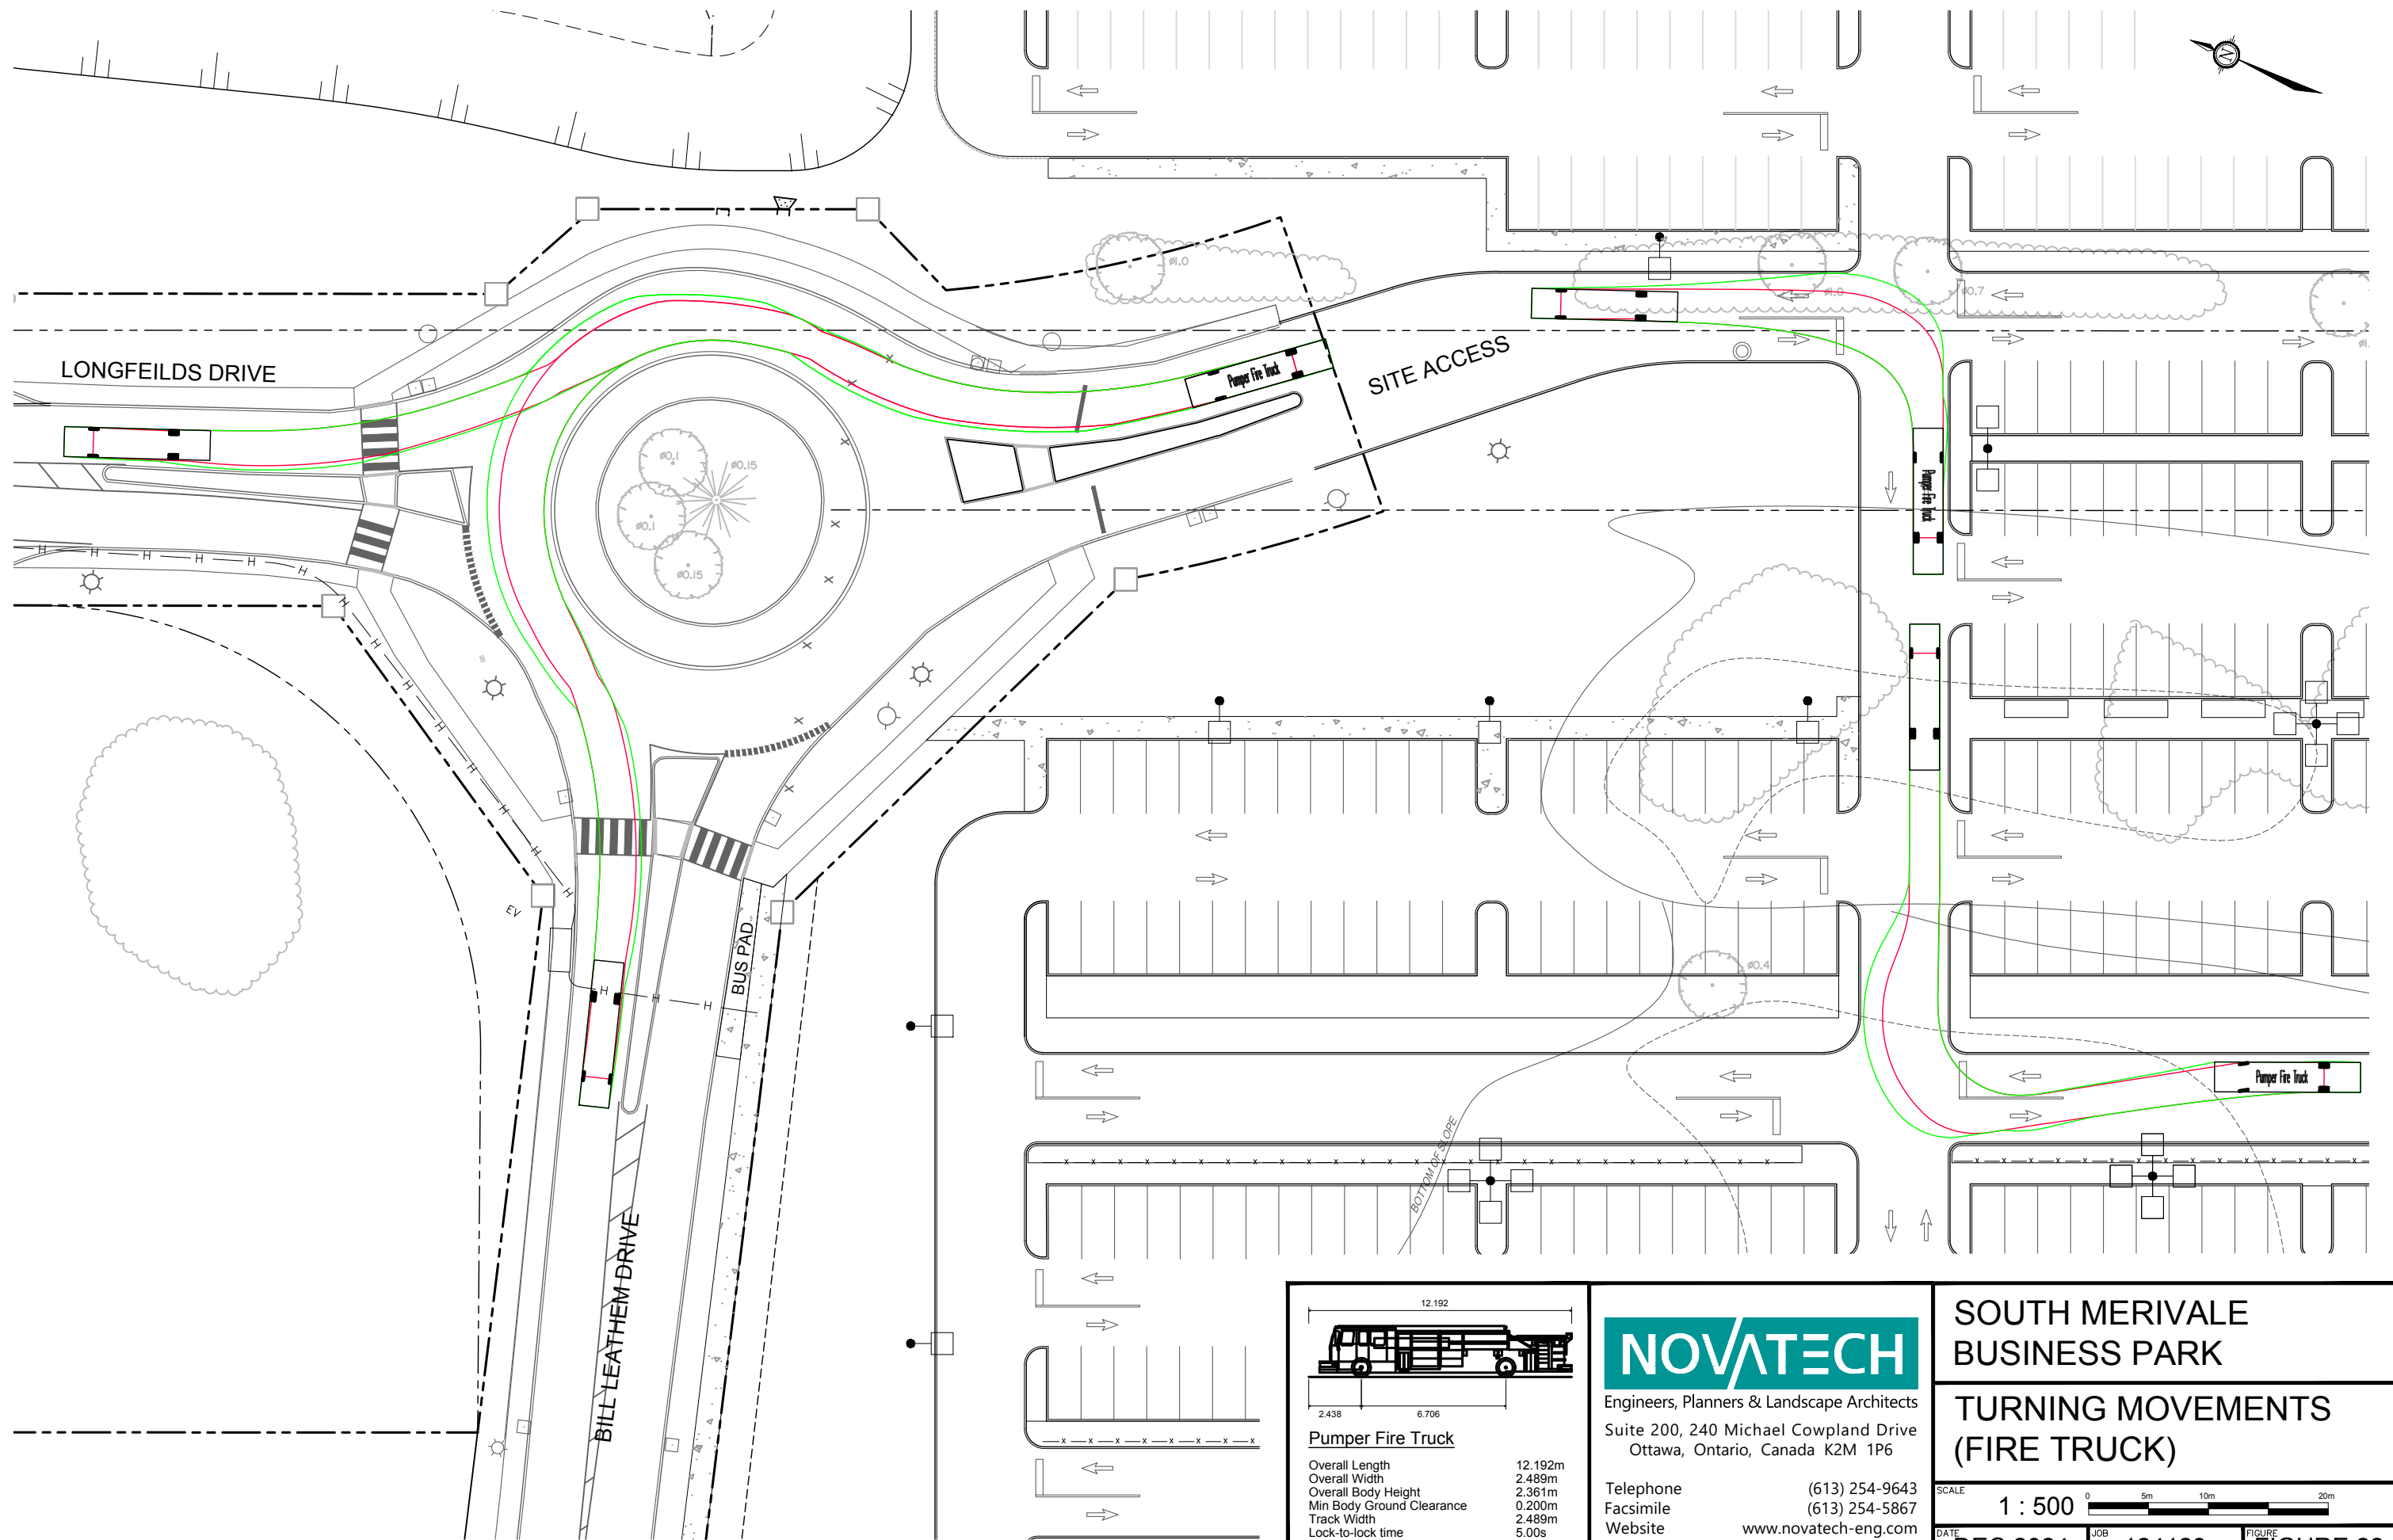 LONGFEILDS DRIVE
SITE ACCESS
Pumper Fire Truck
Pumper Fire Truck
Pumper Fire Truck
BUS PAD
BILL LEATHEM DRIVE
BOTTOM OF SLOPE
EV
N
Ø1.0
Ø1.0
Ø0.7
Ø0.1
Ø0.15
Ø0.1
Ø0.15
Ø0.4
12.192
2.438
6.706
Pumper Fire Truck
Overall Length 12.192m
Overall Width 2.489m
Overall Body Height 2.361m
Min Body Ground Clearance 0.200m
Track Width 2.489m
Lock-to-lock time 5.00s
NOVATECH
Engineers, Planners & Landscape Architects
Suite 200, 240 Michael Cowpland Drive
Ottawa, Ontario, Canada K2M 1P6
Telephone (613) 254-9643
Facsimile (613) 254-5867
Website www.novatech-eng.com
SOUTH MERIVALE
BUSINESS PARK
TURNING MOVEMENTS
(FIRE TRUCK)
SCALE
1 : 500
0 5m 10m 20m
DATE JOB FIGURE